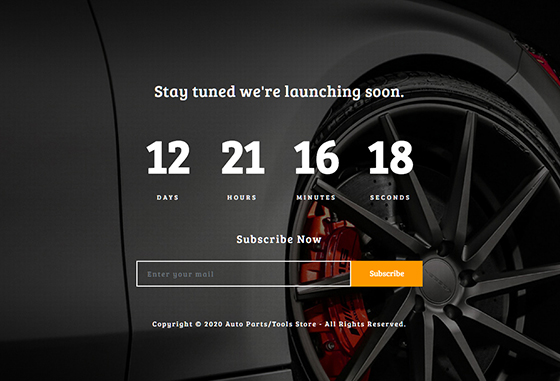 Stay tuned we're launching soon.
12 21 16 18
DAYS HOURS MINUTES SECONDS
Subscribe Now
Enter your mail Subscribe
Copyright © 2020 Auto Parts/Tools Store - All Rights Reserved.